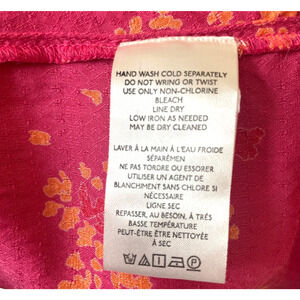 HAND WASH COLD SEPARATELY
DO NOT WRING OR TWIST
USE ONLY NON-CHLORINE
BLEACH
LINE DRY
LOW IRON AS NEEDED
MAY BE DRY CLEANED
LAVER À LA MAIN À L'EAU FROIDE
SÉPARÉMEN
NE PAS TORDRE OU ESSORER
UTILISER UN AGENT DE
BLANCHIMENT SANS CHLORE SI
NÉCESSAIRE
LIGNE SEC
REPASSER, AU BESOIN, À TRÉS
BASSE TEMPÉRATURE
PEUT-ÊTRE ÊTRE NETTOYÉE
À SEC